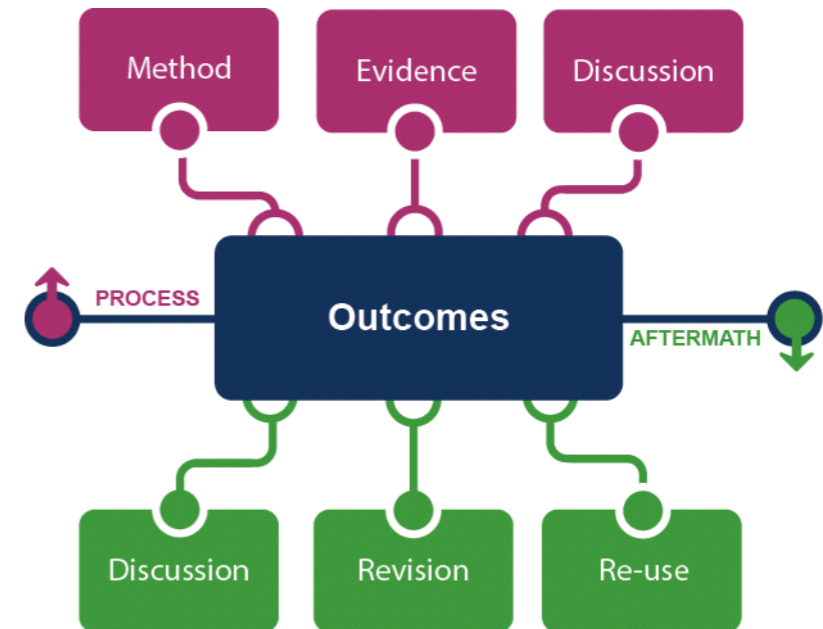 Method
Evidence
Discussion
PROCESS
Outcomes
AFTERMATH
Discussion
Revision
Re-use